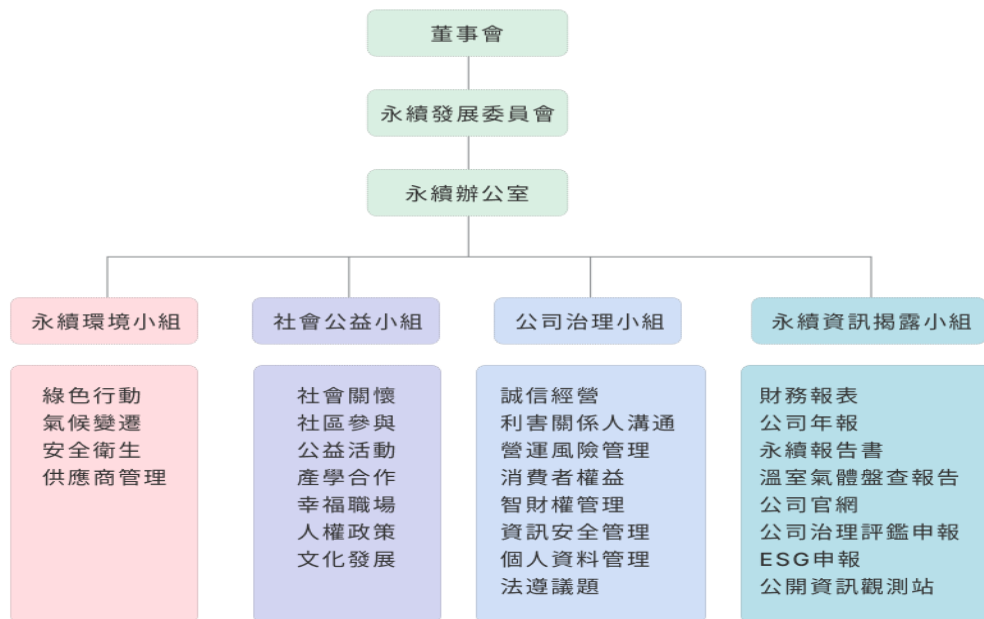 董事會
永續發展委員會
永續辦公室
永續環境小組
社會公益小組
公司治理小組
永續資訊揭露小組
綠色行動
氣候變遷
安全衛生
供應商管理
社會關懷
社區參與
公益活動
產學合作
幸福職場
人權政策
文化發展
誠信經營
利害關係人溝通
營運風險管理
消費者權益
智財權管理
資訊安全管理
個人資料管理
法遵議題
財務報表
公司年報
永續報告書
溫室氣體盤查報告
公司官網
公司治理評鑑申報
ESG申報
公開資訊觀測站